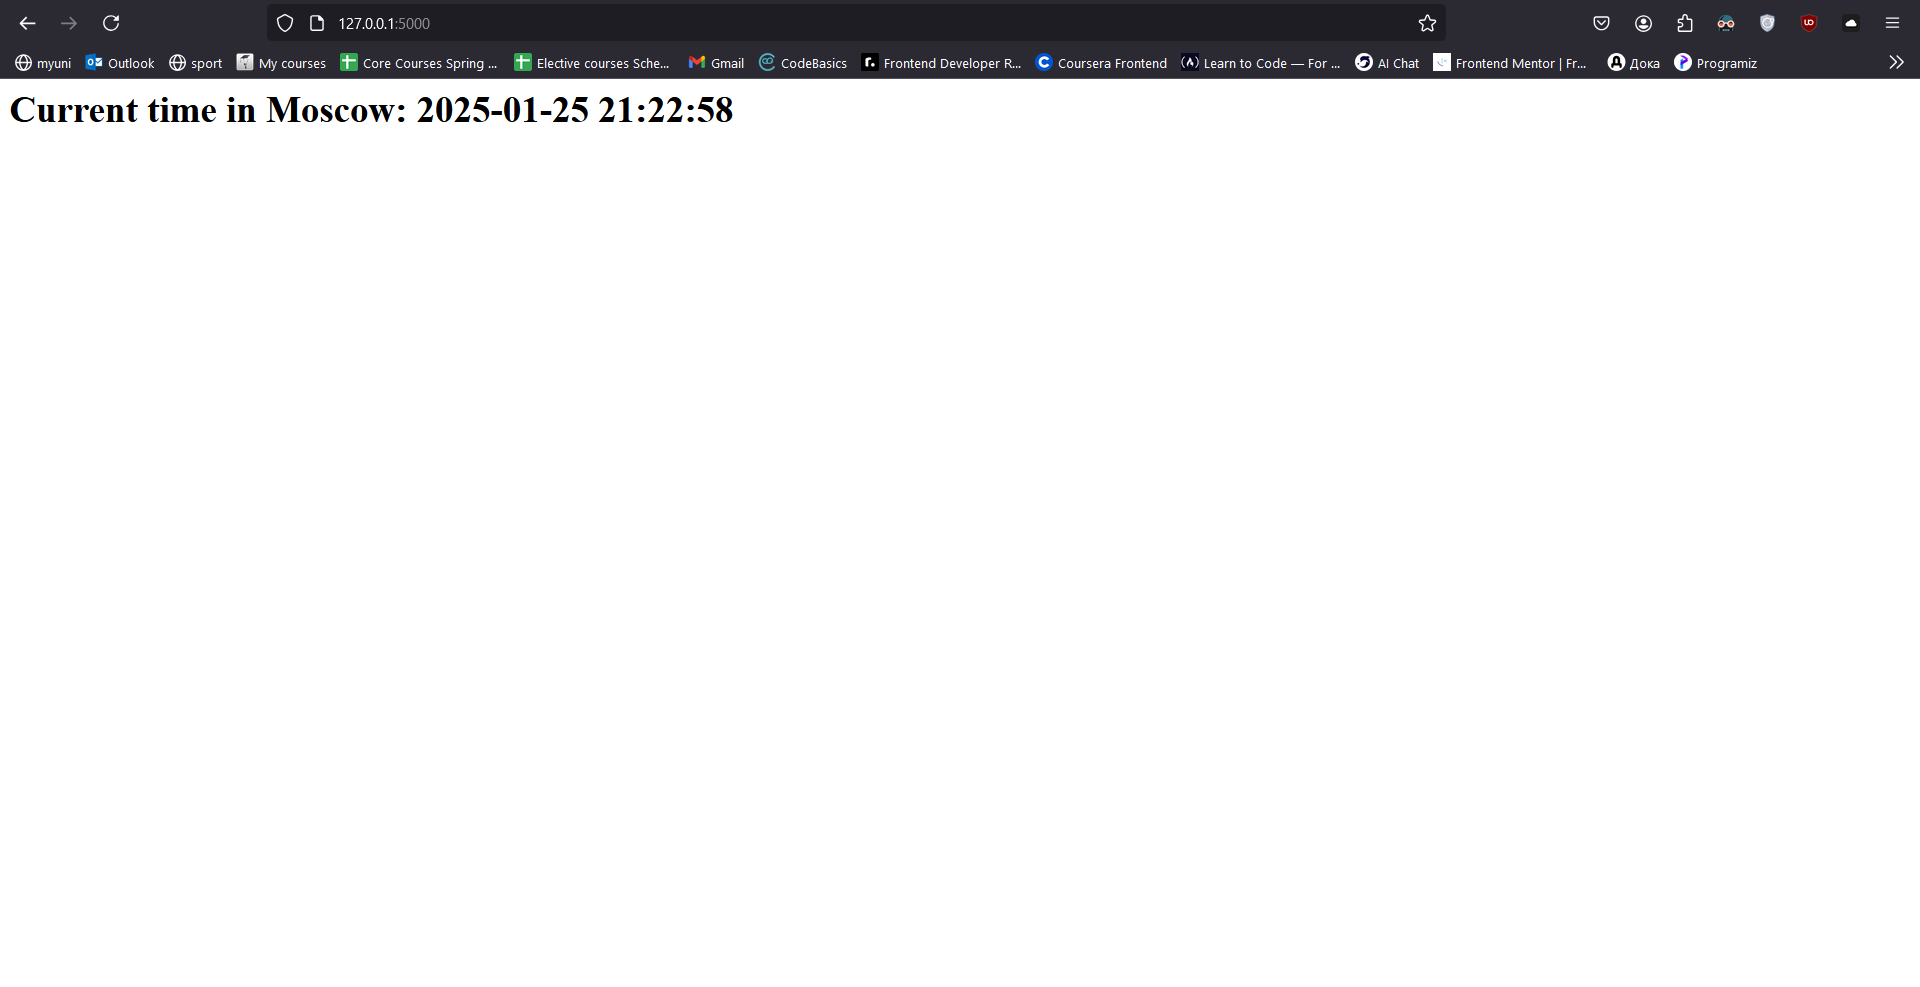 127.0.0.1:5000
myuni Outlook sport My courses Core Courses Spring ... Elective courses Sche... Gmail CodeBasics Frontend Developer R... Coursera Frontend Learn to Code — For ... AI Chat Frontend Mentor | Fr... Дока Programiz
Current time in Moscow: 2025-01-25 21:22:58